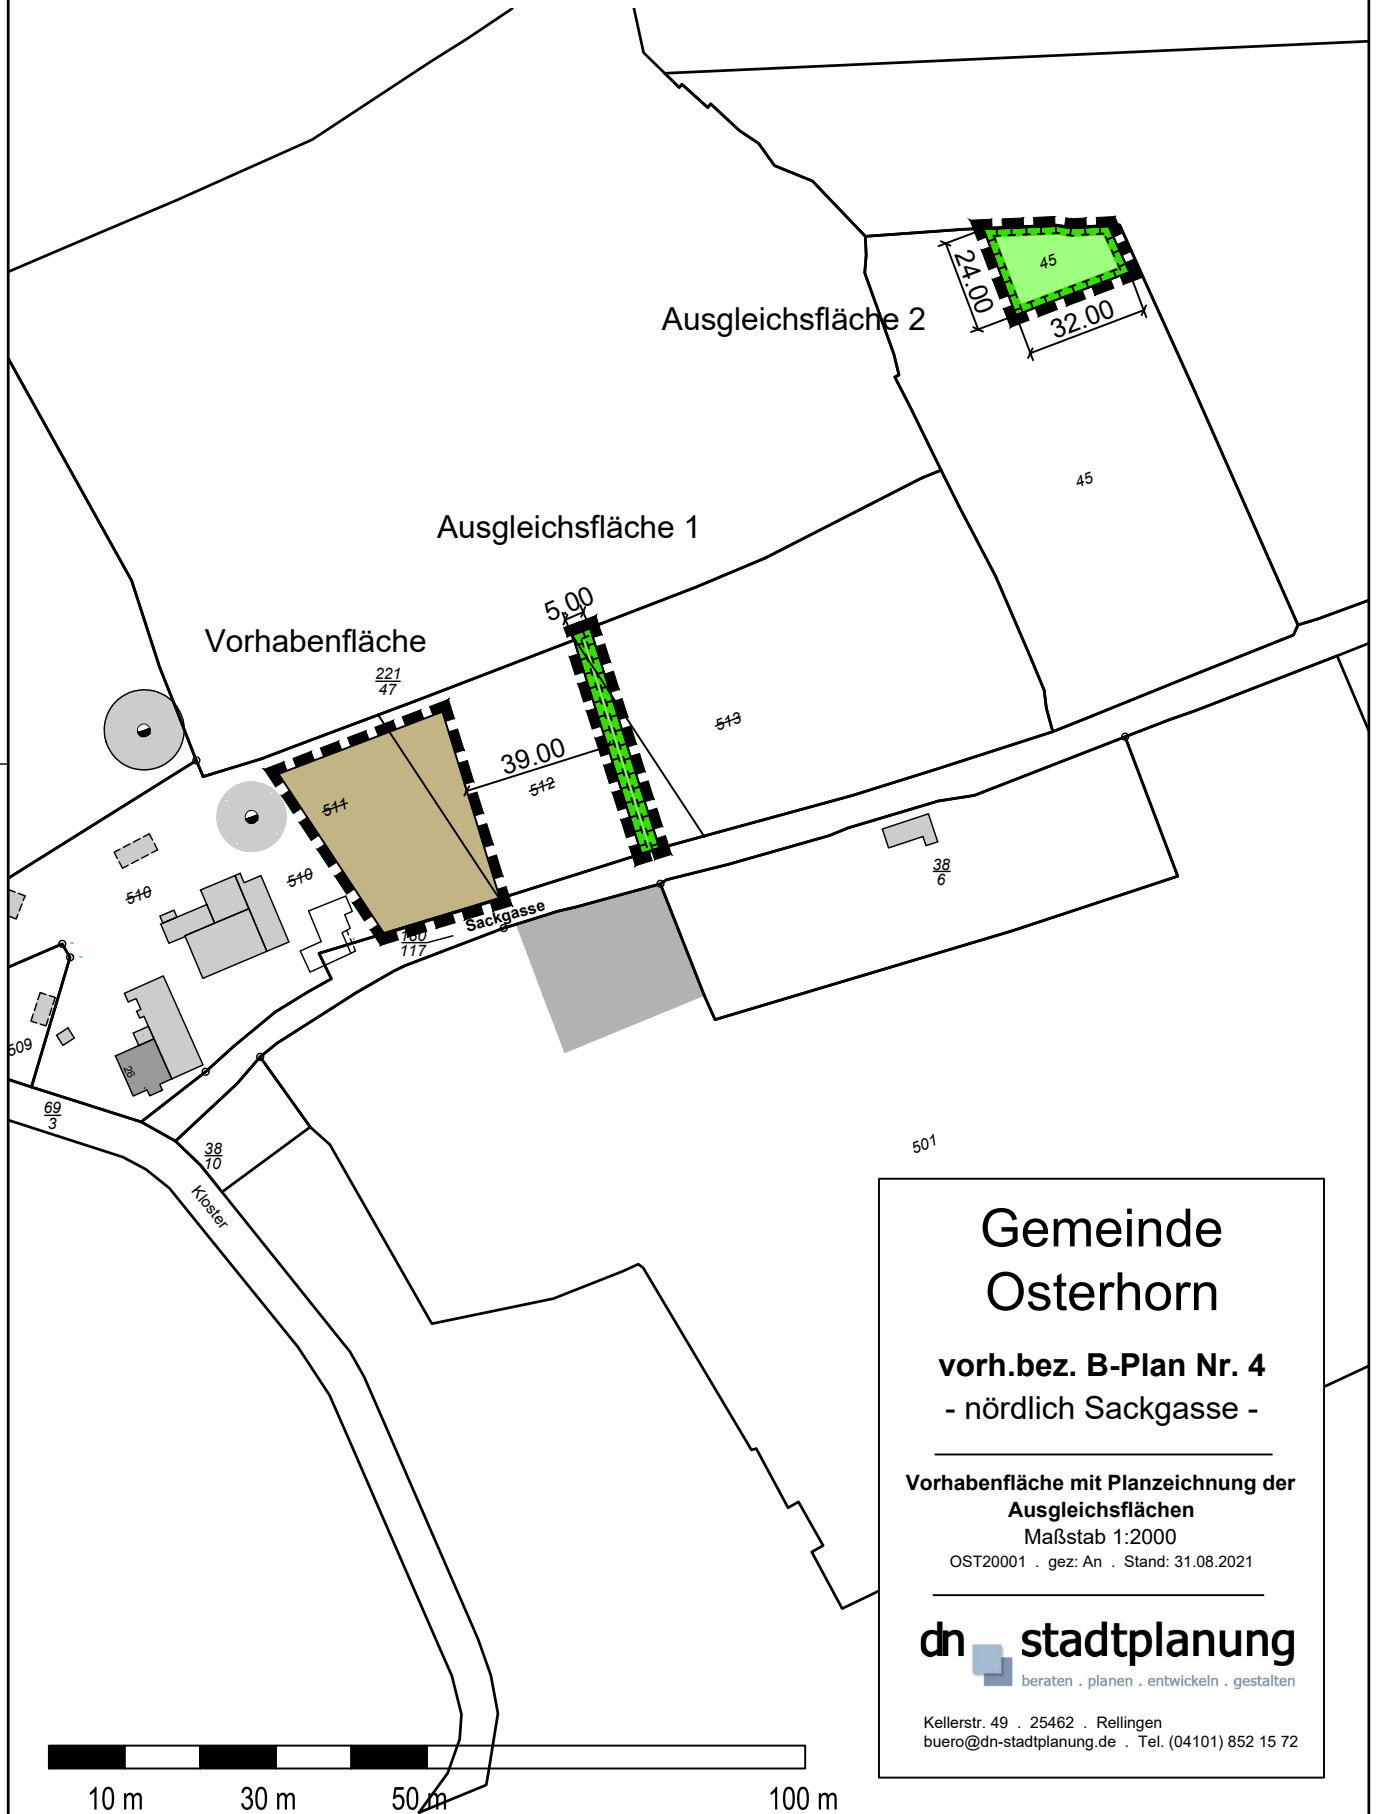 45
24.00
32.00
Ausgleichsfläche 2
45
Ausgleichsfläche 1
5.00
Vorhabenfläche
221
47
513
39.00
512
511
510
510
38
6
Sackgasse
117
509
26
69
3
38
10
Kloster
501
Gemeinde
Osterhorn
vorh.bez. B-Plan Nr. 4
- nördlich Sackgasse -
Vorhabenfläche mit Planzeichnung der
Ausgleichsflächen
Maßstab 1:2000
OST20001 . gez: An . Stand: 31.08.2021
dn stadtplanung
beraten . planen . entwickeln . gestalten
Kellerstr. 49 . 25462 . Rellingen
buero@dn-stadtplanung.de . Tel. (04101) 852 15 72
10 m 30 m 50 m 100 m